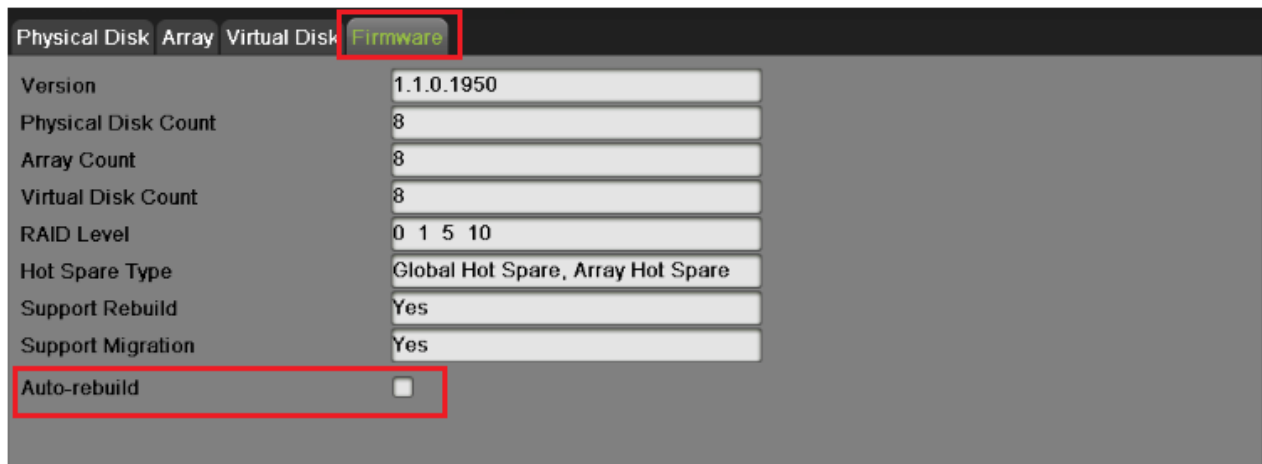 Physical Disk Array Virtual Disk Firmware
Version 1.1.0.1950
Physical Disk Count 8
Array Count 8
Virtual Disk Count 8
RAID Level 0 1 5 10
Hot Spare Type Global Hot Spare, Array Hot Spare
Support Rebuild Yes
Support Migration Yes
Auto-rebuild